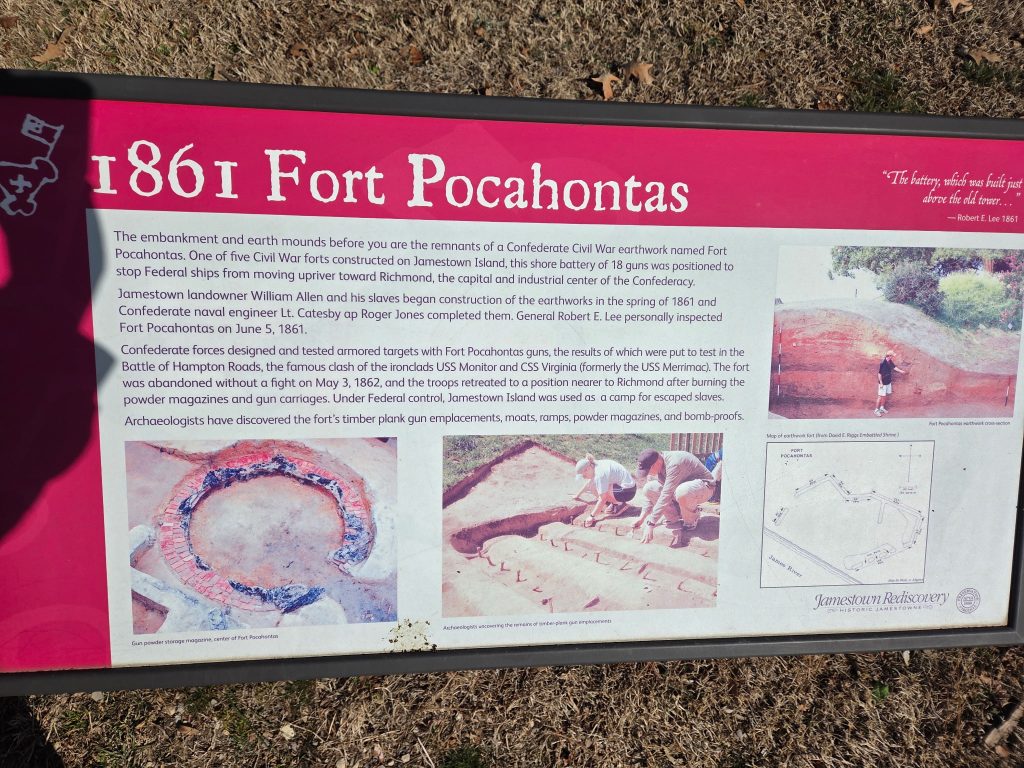 1861 Fort Pocahontas
"The battery, which was built just
above the old tower..."
— Robert E. Lee 1861
The embankment and earth mounds before you are the remnants of a Confederate Civil War earthwork named Fort
Pocahontas. One of five Civil War forts constructed on Jamestown Island, this shore battery of 18 guns was positioned to
stop Federal ships from moving upriver toward Richmond, the capital and industrial center of the Confederacy.
Jamestown landowner William Allen and his slaves began construction of the earthworks in the spring of 1861 and
Confederate naval engineer Lt. Catesby ap Roger Jones completed them. General Robert E. Lee personally inspected
Fort Pocahontas on June 5, 1861.
Confederate forces designed and tested armored targets with Fort Pocahontas guns, the results of which were put to test in the
Battle of Hampton Roads, the famous clash of the ironclads USS Monitor and CSS Virginia (formerly the USS Merrimac). The fort
was abandoned without a fight on May 3, 1862, and the troops retreated to a position nearer to Richmond after burning the
powder magazines and gun carriages. Under Federal control, Jamestown Island was used as a camp for escaped slaves.
Archaeologists have discovered the fort's timber plank gun emplacements, moats, ramps, powder magazines, and bomb-proofs.
Fort Pocahontas earthwork cross-section
Map of earthwork fort (from David E. Riggs Embattled Shrine)
FORT
POCAHONTAS
James River
Gun powder storage magazine, center of Fort Pocahontas
Archaeologists uncovering the remains of timber-plank gun emplacements
Jamestown Rediscovery
HISTORIC JAMESTOWNE